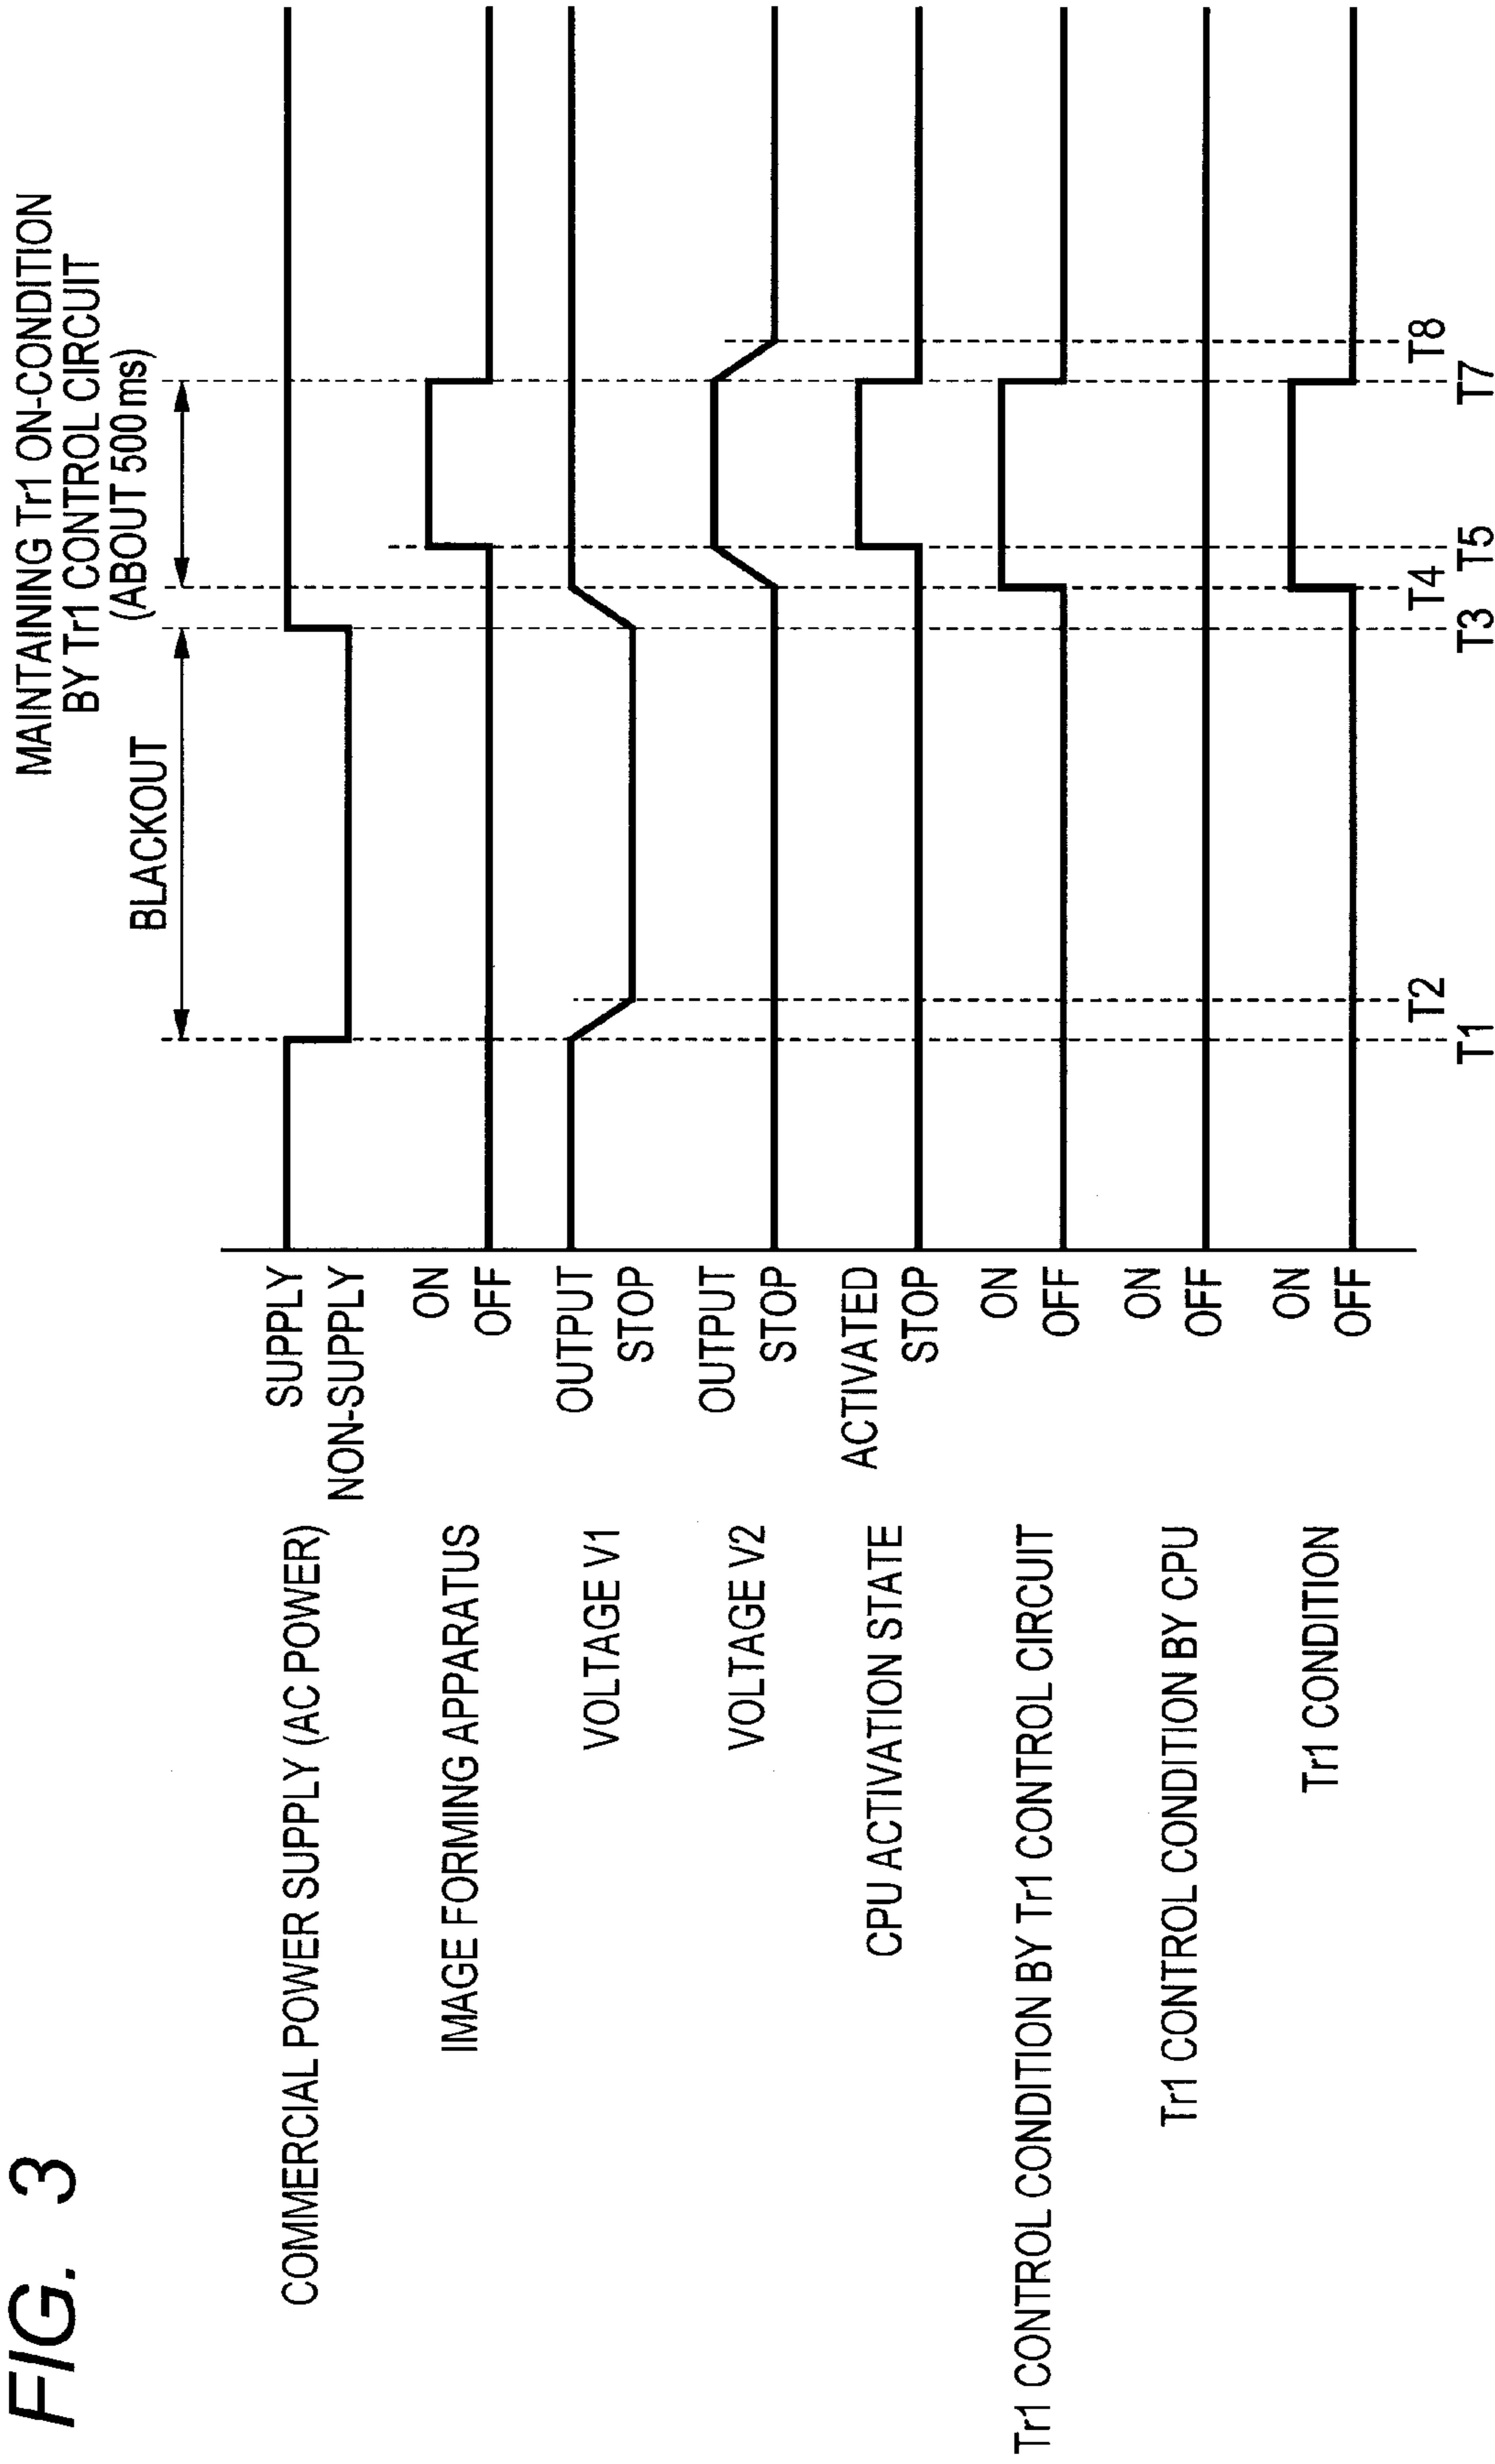 FIG. 3
MAINTAINING Tr1 ON-CONDITION
BY Tr1 CONTROL CIRCUIT
(ABOUT 500ms)
BLACKOUT
COMMERCIAL POWER SUPPLY (AC POWER)
SUPPLY
NON-SUPPLY
IMAGE FORMING APPARATUS
ON
OFF
VOLTAGE V1
OUTPUT
STOP
VOLTAGE V2
OUTPUT
STOP
CPU ACTIVATION STATE
ACTIVATED
STOP
Tr1 CONTROL CONDITION BY Tr1 CONTROL CIRCUIT
ON
OFF
Tr1 CONTROL CONDITION BY CPU
ON
OFF
Tr1 CONDITION
ON
OFF
T1
T2
T3
T4
T5
T7
T8